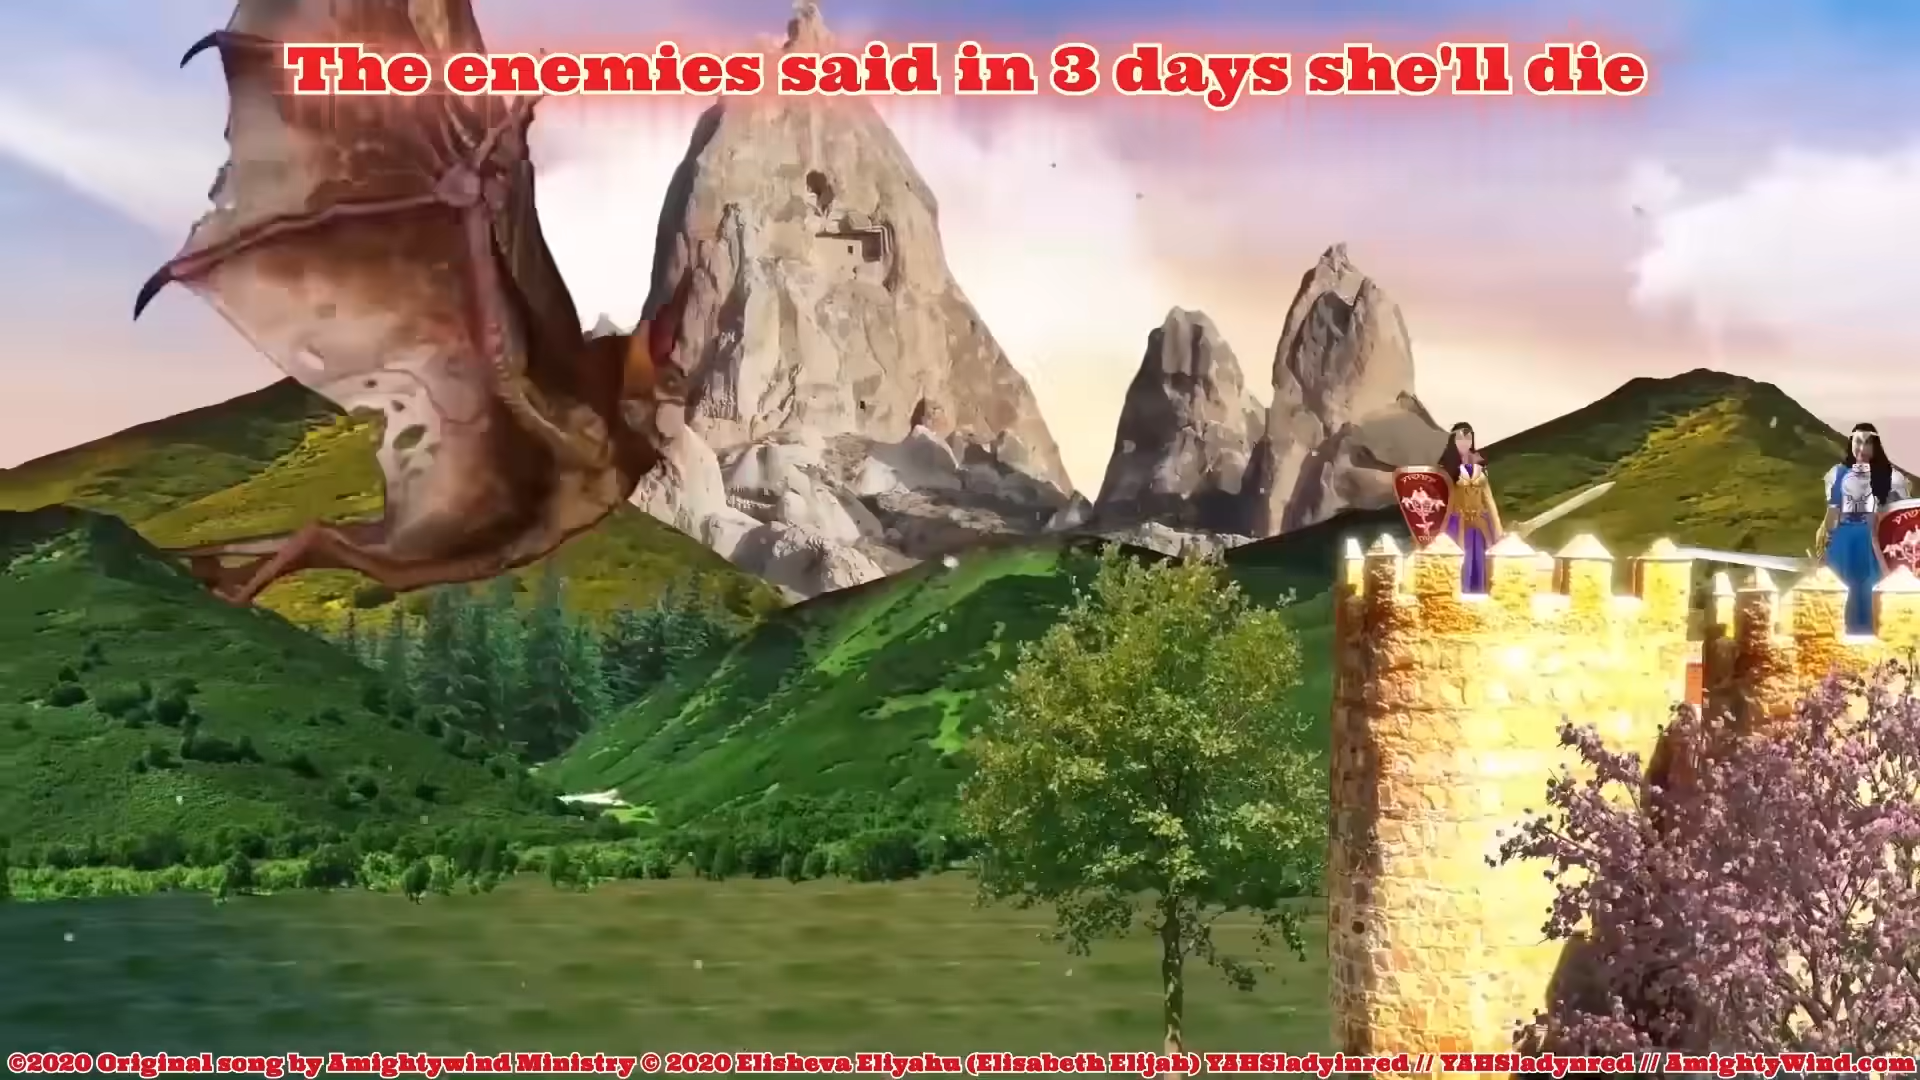 The enemies said in 3 days she'll die
©2020 Original song by Amightywind Ministry © 2020 Elisheva Eliyahu (Elisabeth Elijah) YAHSladyinred // YAHSladynred // AmightyWind.com